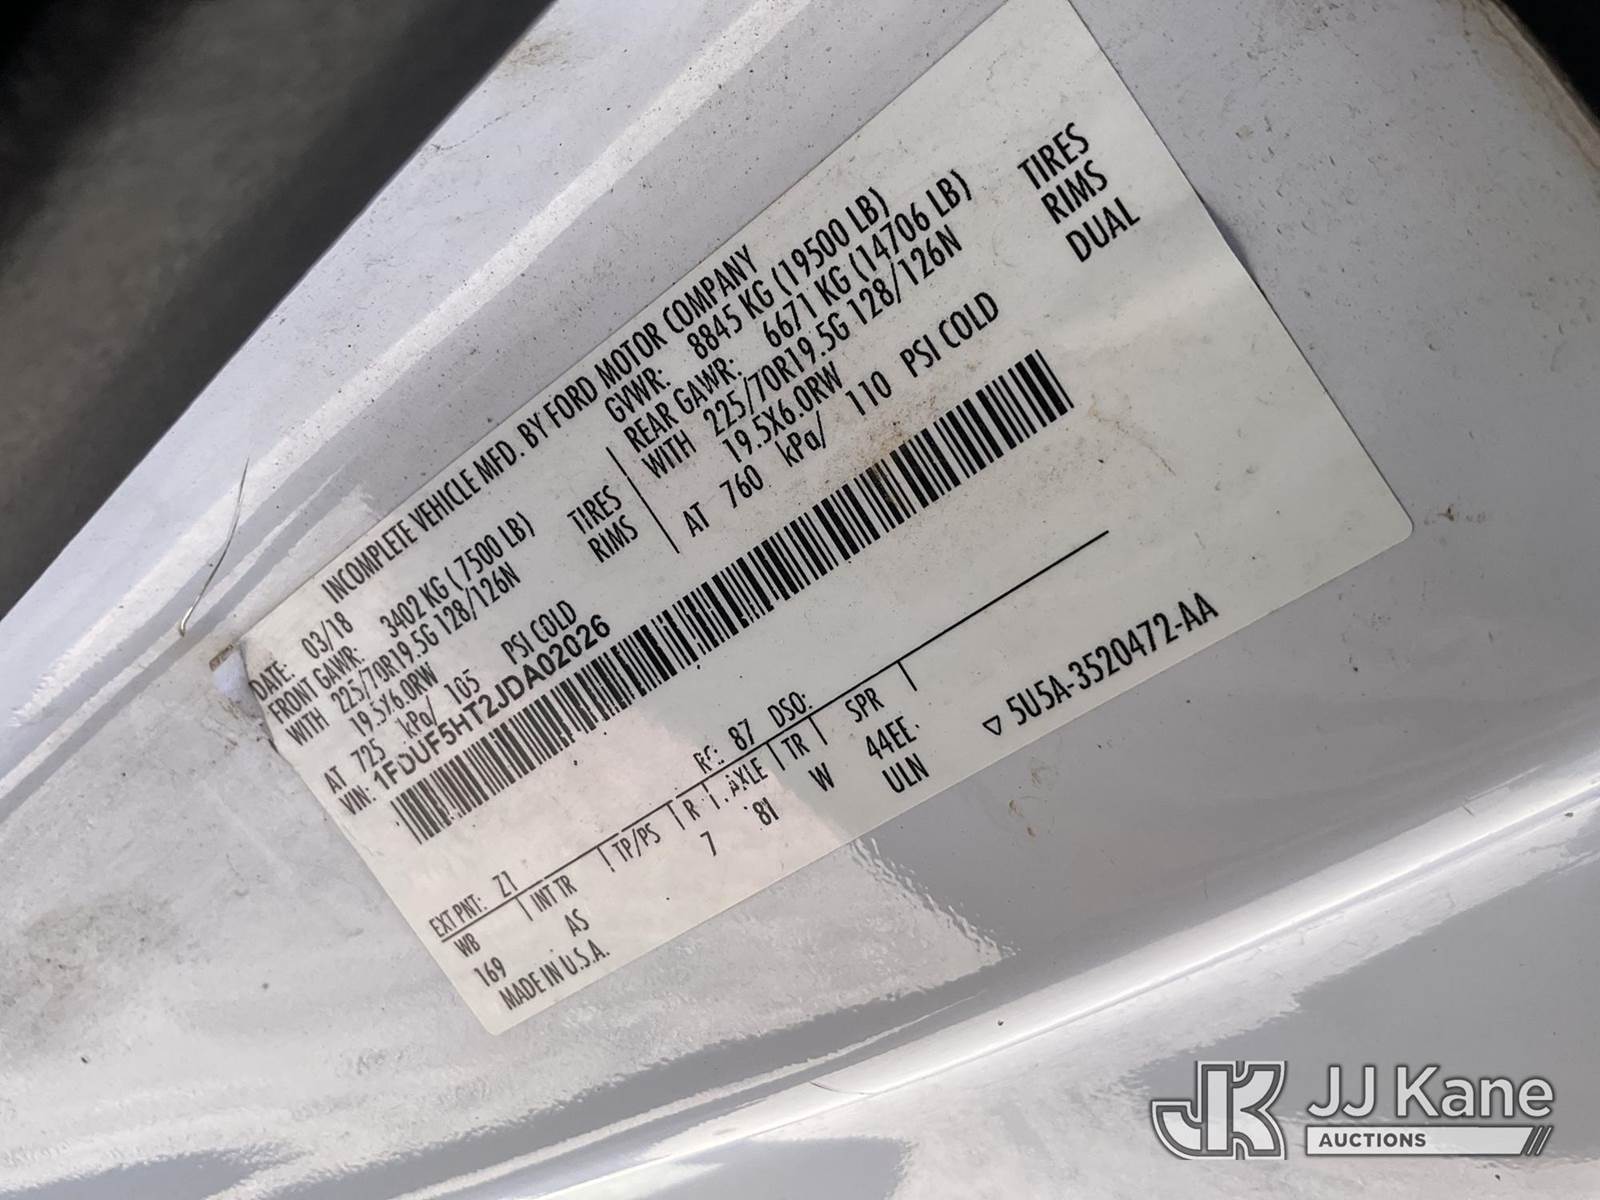 INCOMPLETE VEHICLE MFD. BY FORD MOTOR COMPANY
DATE: 03/18 GVWR: 8845 KG (19500 LB)
FRONT GAWR: 3402 KG (7500 LB) REAR GAWR: 6671 KG (14706 LB)
WITH 225/70R19.5G 128/126N TIRES WITH 225/70R19.5G 128/126N TIRES
19.5X6.0RW RIMS 19.5X6.0RW RIMS
AT 725 kPa/ 105 PSI COLD AT 760 kPa/ 110 PSI COLD DUAL
VIN: 1FDUF5HT2JDA02026
EXT PNT: Z1 RC: 87 DSO:
WB INT TR TP/PS R AXLE TR SPR
169 AS 7 81 W 44EE
MADE IN U.S.A. ULN
▽ 5U5A-3520472-AA
JK JJ Kane
AUCTIONS